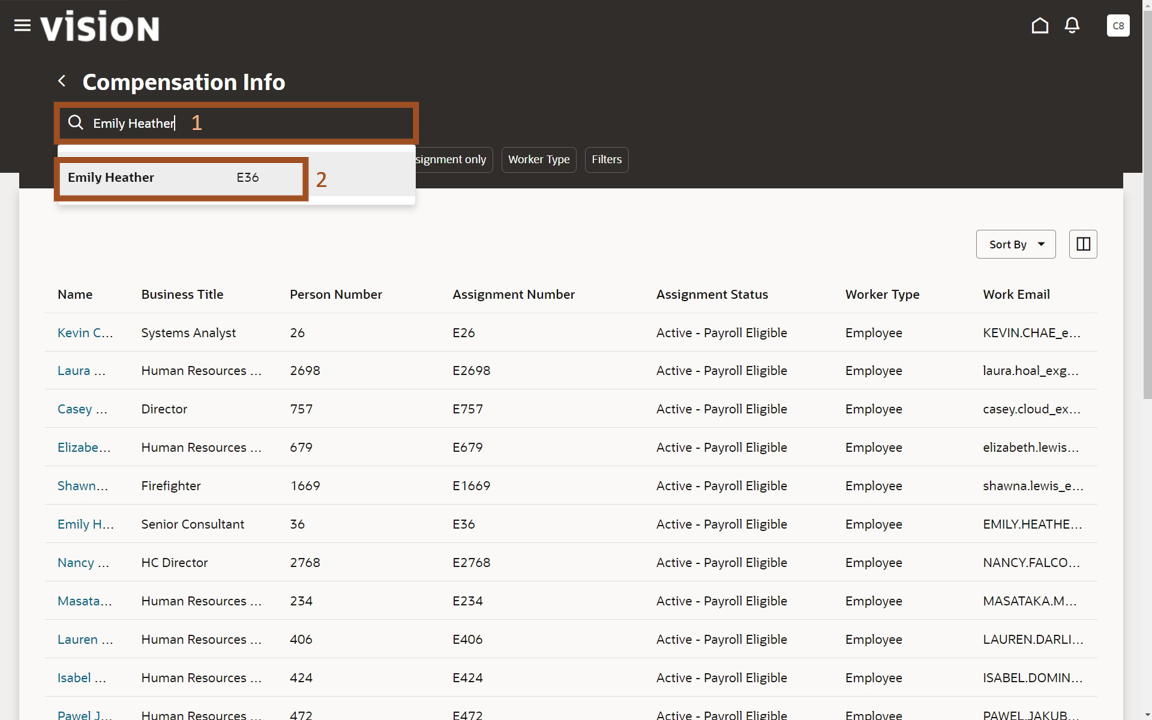 VISION
C8
Compensation Info
Emily Heather 1
signment only Worker Type Filters
Emily Heather E36 2
Sort By
Name Business Title Person Number Assignment Number Assignment Status Worker Type Work Email
Kevin C... Systems Analyst 26 E26 Active - Payroll Eligible Employee KEVIN.CHAE_e...
Laura ... Human Resources ... 2698 E2698 Active - Payroll Eligible Employee laura.hoal_exg...
Casey ... Director 757 E757 Active - Payroll Eligible Employee casey.cloud_ex...
Elizabe... Human Resources ... 679 E679 Active - Payroll Eligible Employee elizabeth.lewis...
Shawn... Firefighter 1669 E1669 Active - Payroll Eligible Employee shawna.lewis_e...
Emily H... Senior Consultant 36 E36 Active - Payroll Eligible Employee EMILY.HEATHE...
Nancy ... HC Director 2768 E2768 Active - Payroll Eligible Employee NANCY.FALCO...
Masata... Human Resources ... 234 E234 Active - Payroll Eligible Employee MASATAKA.M...
Lauren ... Human Resources ... 406 E406 Active - Payroll Eligible Employee LAUREN.DARLI...
Isabel ... Human Resources ... 424 E424 Active - Payroll Eligible Employee ISABEL.DOMIN...
Pawel J... Human Resources ... 472 E472 Active - Payroll Eligible Employee PAWEL.JAKUB...